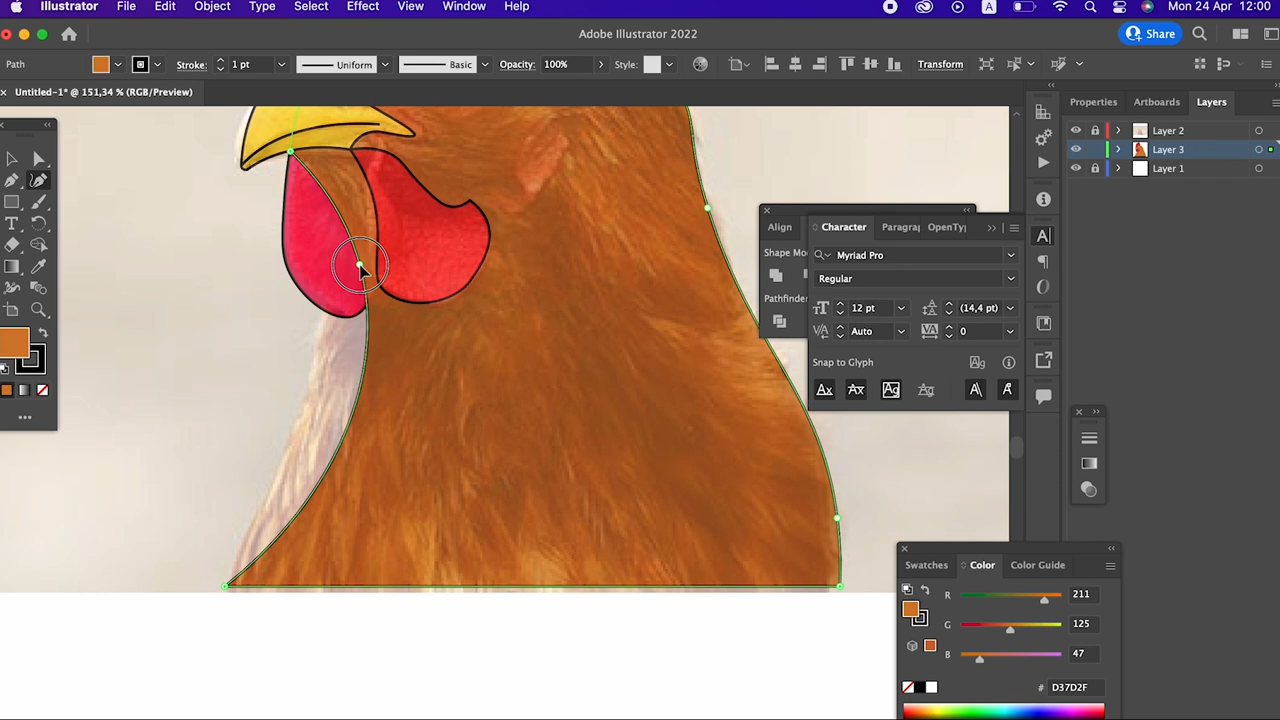 Illustrator File Edit Object Type Select Effect View Window Help A Mon 24 Apr 12:00
Adobe Illustrator 2022
Share
Path Stroke: 1 pt Uniform Basic Opacity: 100% Style: Transform
× Untitled-1* @ 151,34 % (RGB/Preview)
Properties Artboards Layers
Layer 2
Layer 3
Layer 1
Align Character Paragra OpenTy
Shape Mo
Myriad Pro
Regular
Pathfinde
12 pt (14,4 pt)
Auto 0
Snap to Glyph
Swatches Color Color Guide
R 211
G 125
B 47
# D37D2F